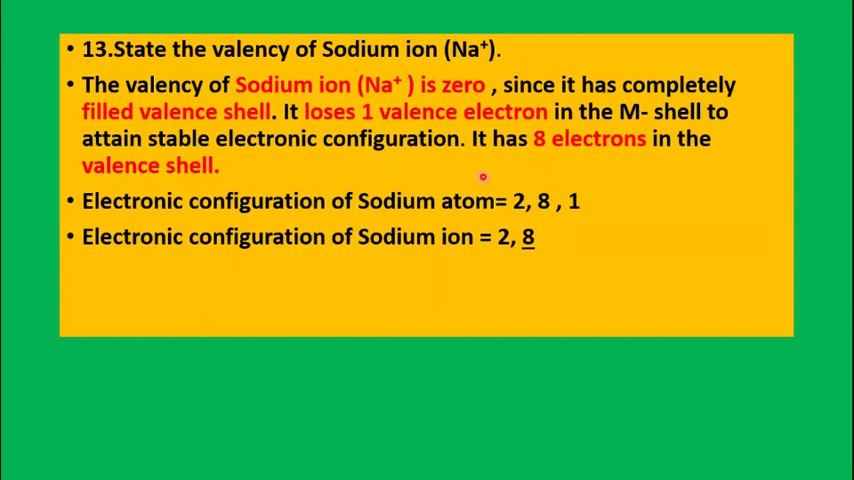 • 13.State the valency of Sodium ion (Na⁺).
• The valency of Sodium ion (Na⁺ ) is zero , since it has completely
filled valence shell. It loses 1 valence electron in the M- shell to
attain stable electronic configuration. It has 8 electrons in the
valence shell.
• Electronic configuration of Sodium atom= 2, 8 , 1
• Electronic configuration of Sodium ion = 2, 8